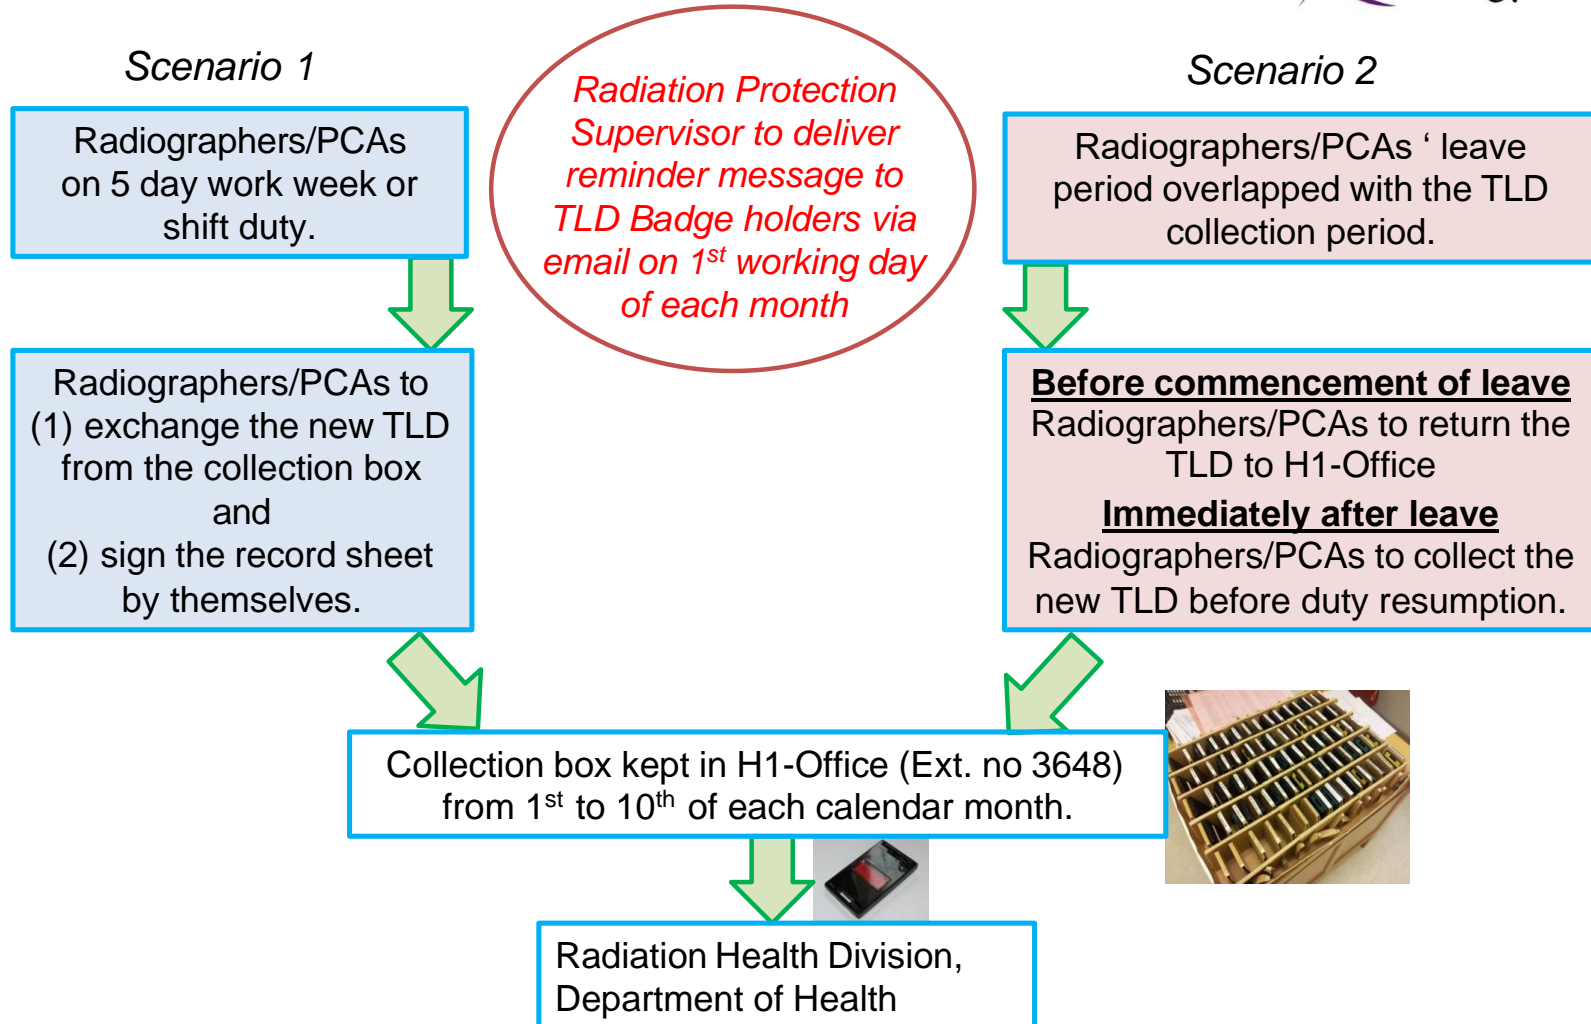 Scenario 1
Radiographers/PCAs
on 5 day work week or
shift duty.
Radiation Protection
Supervisor to deliver
reminder message to
TLD Badge holders via
email on 1st working day
of each month
Scenario 2
Radiographers/PCAs ‘ leave
period overlapped with the TLD
collection period.
Radiographers/PCAs to
(1) exchange the new TLD
from the collection box
and
(2) sign the record sheet
by themselves.
Before commencement of leave
Radiographers/PCAs to return the
TLD to H1-Office
Immediately after leave
Radiographers/PCAs to collect the
new TLD before duty resumption.
Collection box kept in H1-Office (Ext. no 3648)
from 1st to 10th of each calendar month.
Radiation Health Division,
Department of Health